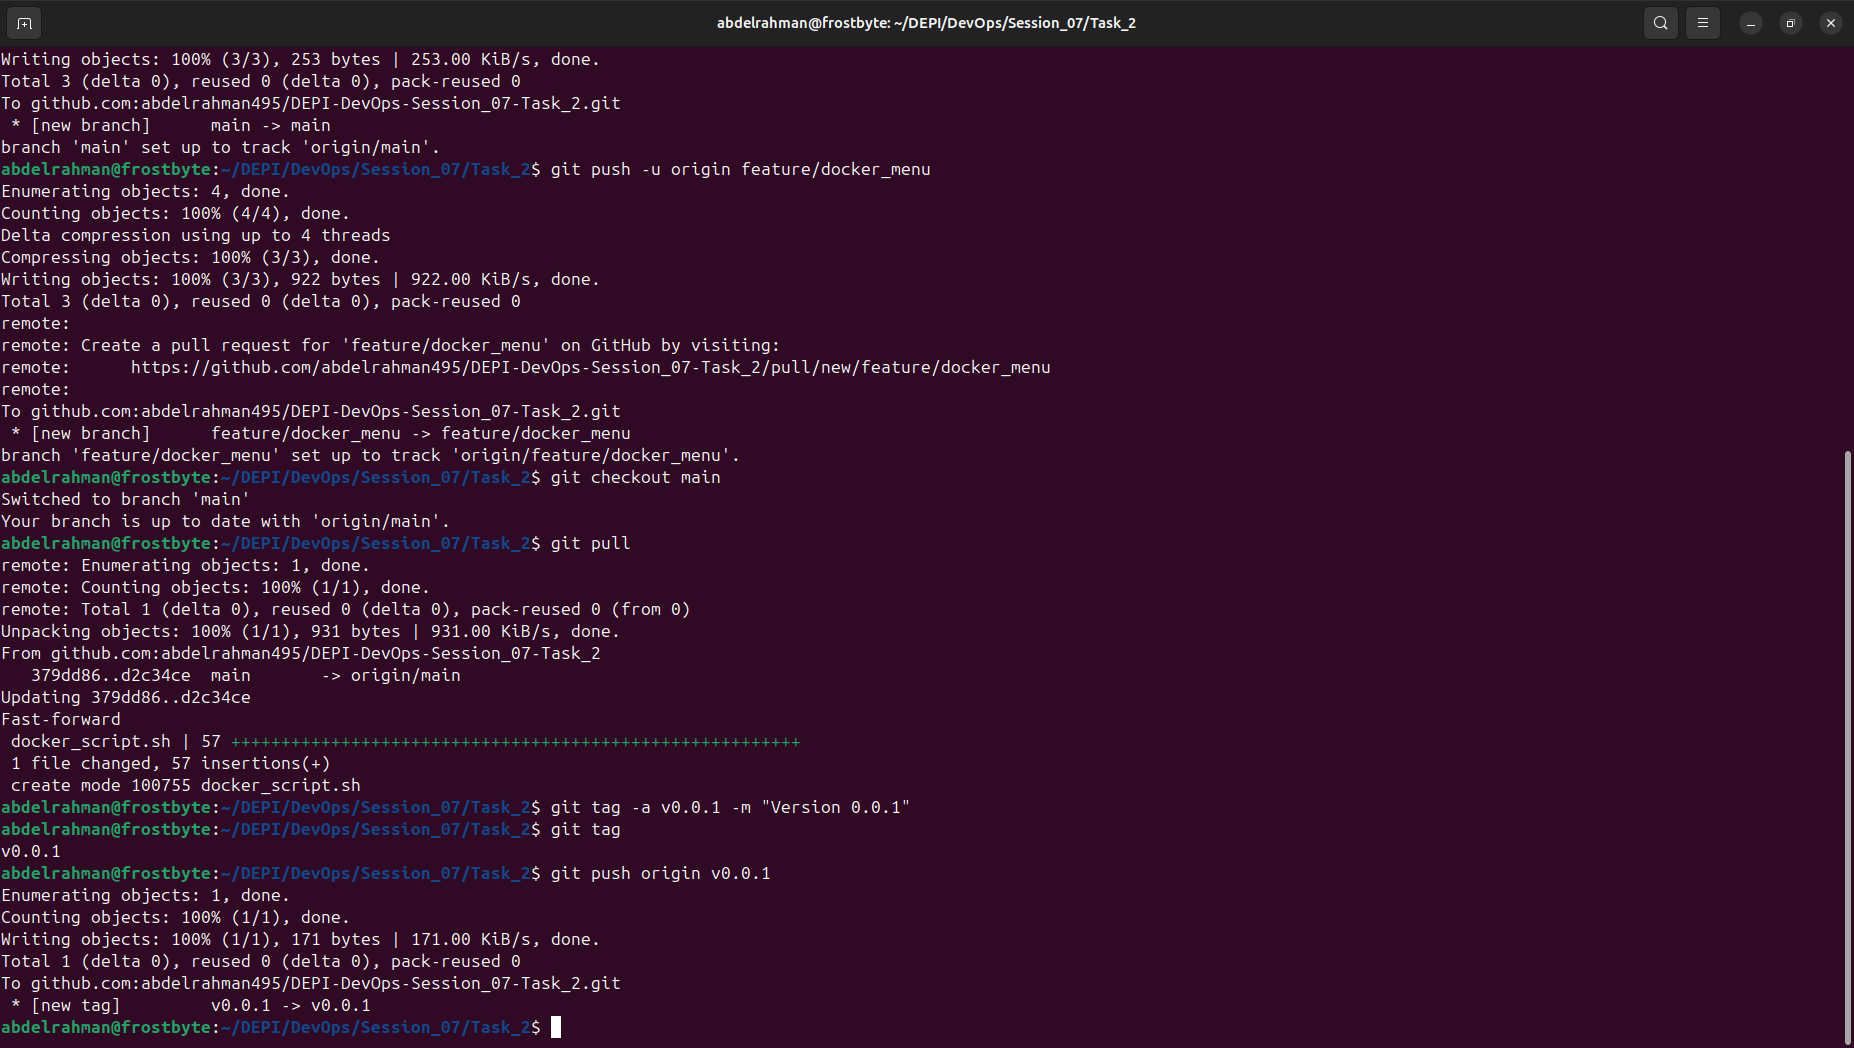 abdelrahman@frostbyte: ~/DEPI/DevOps/Session_07/Task_2
Writing objects: 100% (3/3), 253 bytes | 253.00 KiB/s, done.
Total 3 (delta 0), reused 0 (delta 0), pack-reused 0
To github.com:abdelrahman495/DEPI-DevOps-Session_07-Task_2.git
 * [new branch]      main -> main
branch 'main' set up to track 'origin/main'.
abdelrahman@frostbyte:~/DEPI/DevOps/Session_07/Task_2$ git push -u origin feature/docker_menu
Enumerating objects: 4, done.
Counting objects: 100% (4/4), done.
Delta compression using up to 4 threads
Compressing objects: 100% (3/3), done.
Writing objects: 100% (3/3), 922 bytes | 922.00 KiB/s, done.
Total 3 (delta 0), reused 0 (delta 0), pack-reused 0
remote:
remote: Create a pull request for 'feature/docker_menu' on GitHub by visiting:
remote:      https://github.com/abdelrahman495/DEPI-DevOps-Session_07-Task_2/pull/new/feature/docker_menu
remote:
To github.com:abdelrahman495/DEPI-DevOps-Session_07-Task_2.git
 * [new branch]      feature/docker_menu -> feature/docker_menu
branch 'feature/docker_menu' set up to track 'origin/feature/docker_menu'.
abdelrahman@frostbyte:~/DEPI/DevOps/Session_07/Task_2$ git checkout main
Switched to branch 'main'
Your branch is up to date with 'origin/main'.
abdelrahman@frostbyte:~/DEPI/DevOps/Session_07/Task_2$ git pull
remote: Enumerating objects: 1, done.
remote: Counting objects: 100% (1/1), done.
remote: Total 1 (delta 0), reused 0 (delta 0), pack-reused 0 (from 0)
Unpacking objects: 100% (1/1), 931 bytes | 931.00 KiB/s, done.
From github.com:abdelrahman495/DEPI-DevOps-Session_07-Task_2
   379dd86..d2c34ce  main       -> origin/main
Updating 379dd86..d2c34ce
Fast-forward
 docker_script.sh | 57 +++++++++++++++++++++++++++++++++++++++++++++++++++++++++
 1 file changed, 57 insertions(+)
 create mode 100755 docker_script.sh
abdelrahman@frostbyte:~/DEPI/DevOps/Session_07/Task_2$ git tag -a v0.0.1 -m "Version 0.0.1"
abdelrahman@frostbyte:~/DEPI/DevOps/Session_07/Task_2$ git tag
v0.0.1
abdelrahman@frostbyte:~/DEPI/DevOps/Session_07/Task_2$ git push origin v0.0.1
Enumerating objects: 1, done.
Counting objects: 100% (1/1), done.
Writing objects: 100% (1/1), 171 bytes | 171.00 KiB/s, done.
Total 1 (delta 0), reused 0 (delta 0), pack-reused 0
To github.com:abdelrahman495/DEPI-DevOps-Session_07-Task_2.git
 * [new tag]         v0.0.1 -> v0.0.1
abdelrahman@frostbyte:~/DEPI/DevOps/Session_07/Task_2$